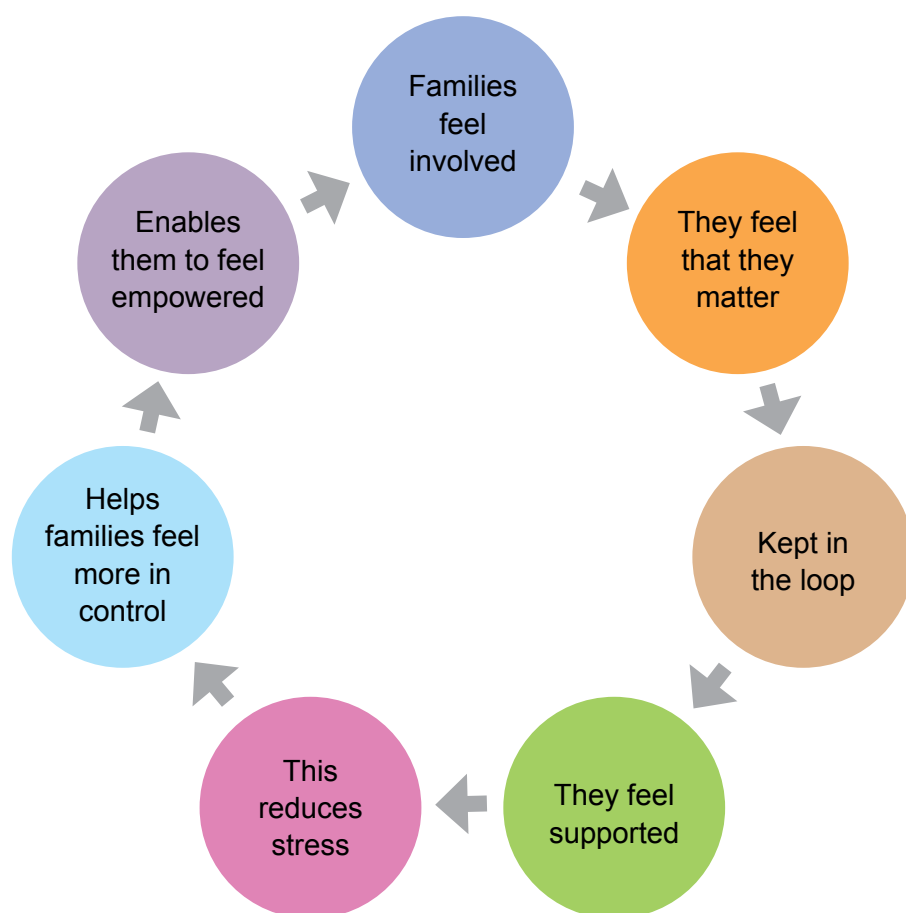 Families
feel
involved
They feel
that they
matter
Kept in
the loop
They feel
supported
This
reduces
stress
Helps
families feel
more in
control
Enables
them to feel
empowered